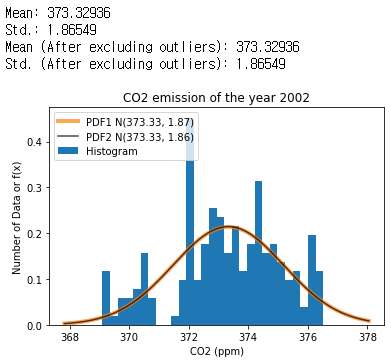 Mean: 373.32936
Std.: 1.86549
Mean (After excluding outliers): 373.32936
Std. (After excluding outliers): 1.86549
CO2 emission of the year 2002
PDF1 N(373.33, 1.87)
PDF2 N(373.33, 1.86)
Histogram
Number of Data or f(x)
0.4
0.3
0.2
0.1
0.0
368
370
372
374
376
378
CO2 (ppm)